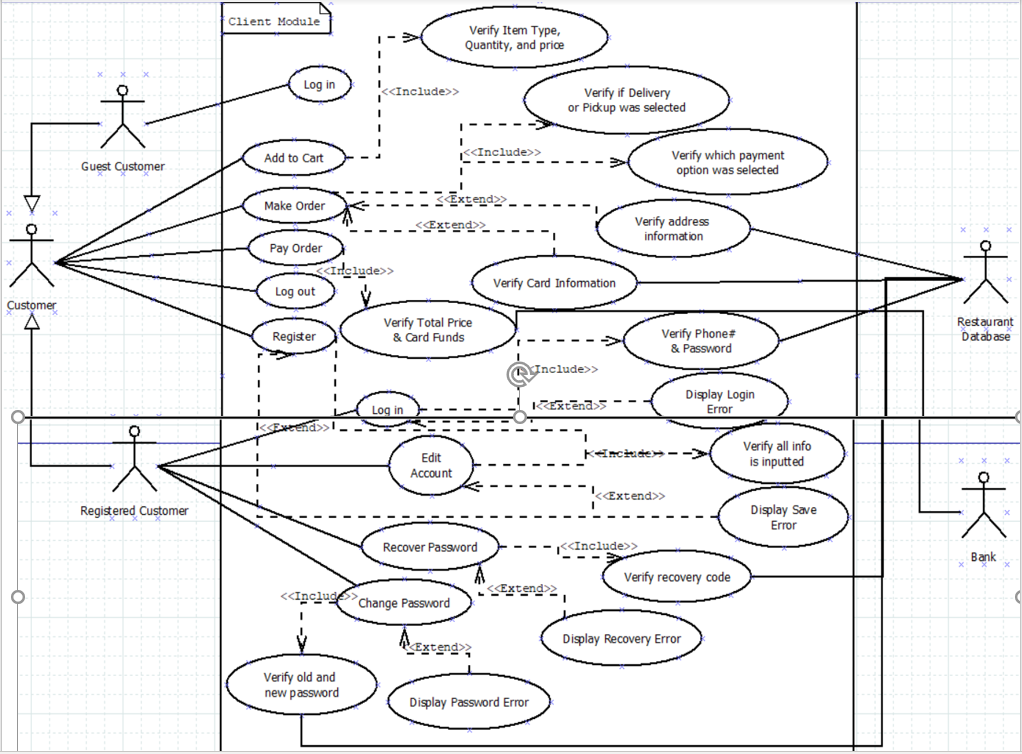 Client Module
Verify Item Type,
Quantity, and price
Log in
<<Include>>
Verify if Delivery
or Pickup was selected
Guest Customer
Add to Cart
<<Include>>
Verify which payment
option was selected
Make Order
<<Extend>>
Verify address
information
<<Extend>>
Pay Order
<<Include>>
Log out
Verify Card Information
Customer
Restaurant
Database
Register
Verify Total Price
& Card Funds
Verify Phone#
& Password
<<Include>>
Display Login
Error
Log in
<<Extend>>
<<Extend>>
Edit
Account
<<Include>>
Verify all info
is inputted
Registered Customer
<<Extend>>
Display Save
Error
Recover Password
<<Include>>
Bank
Verify recovery code
<<Extend>>
<<Include>>
Change Password
Display Recovery Error
<<Extend>>
Verify old and
new password
Display Password Error